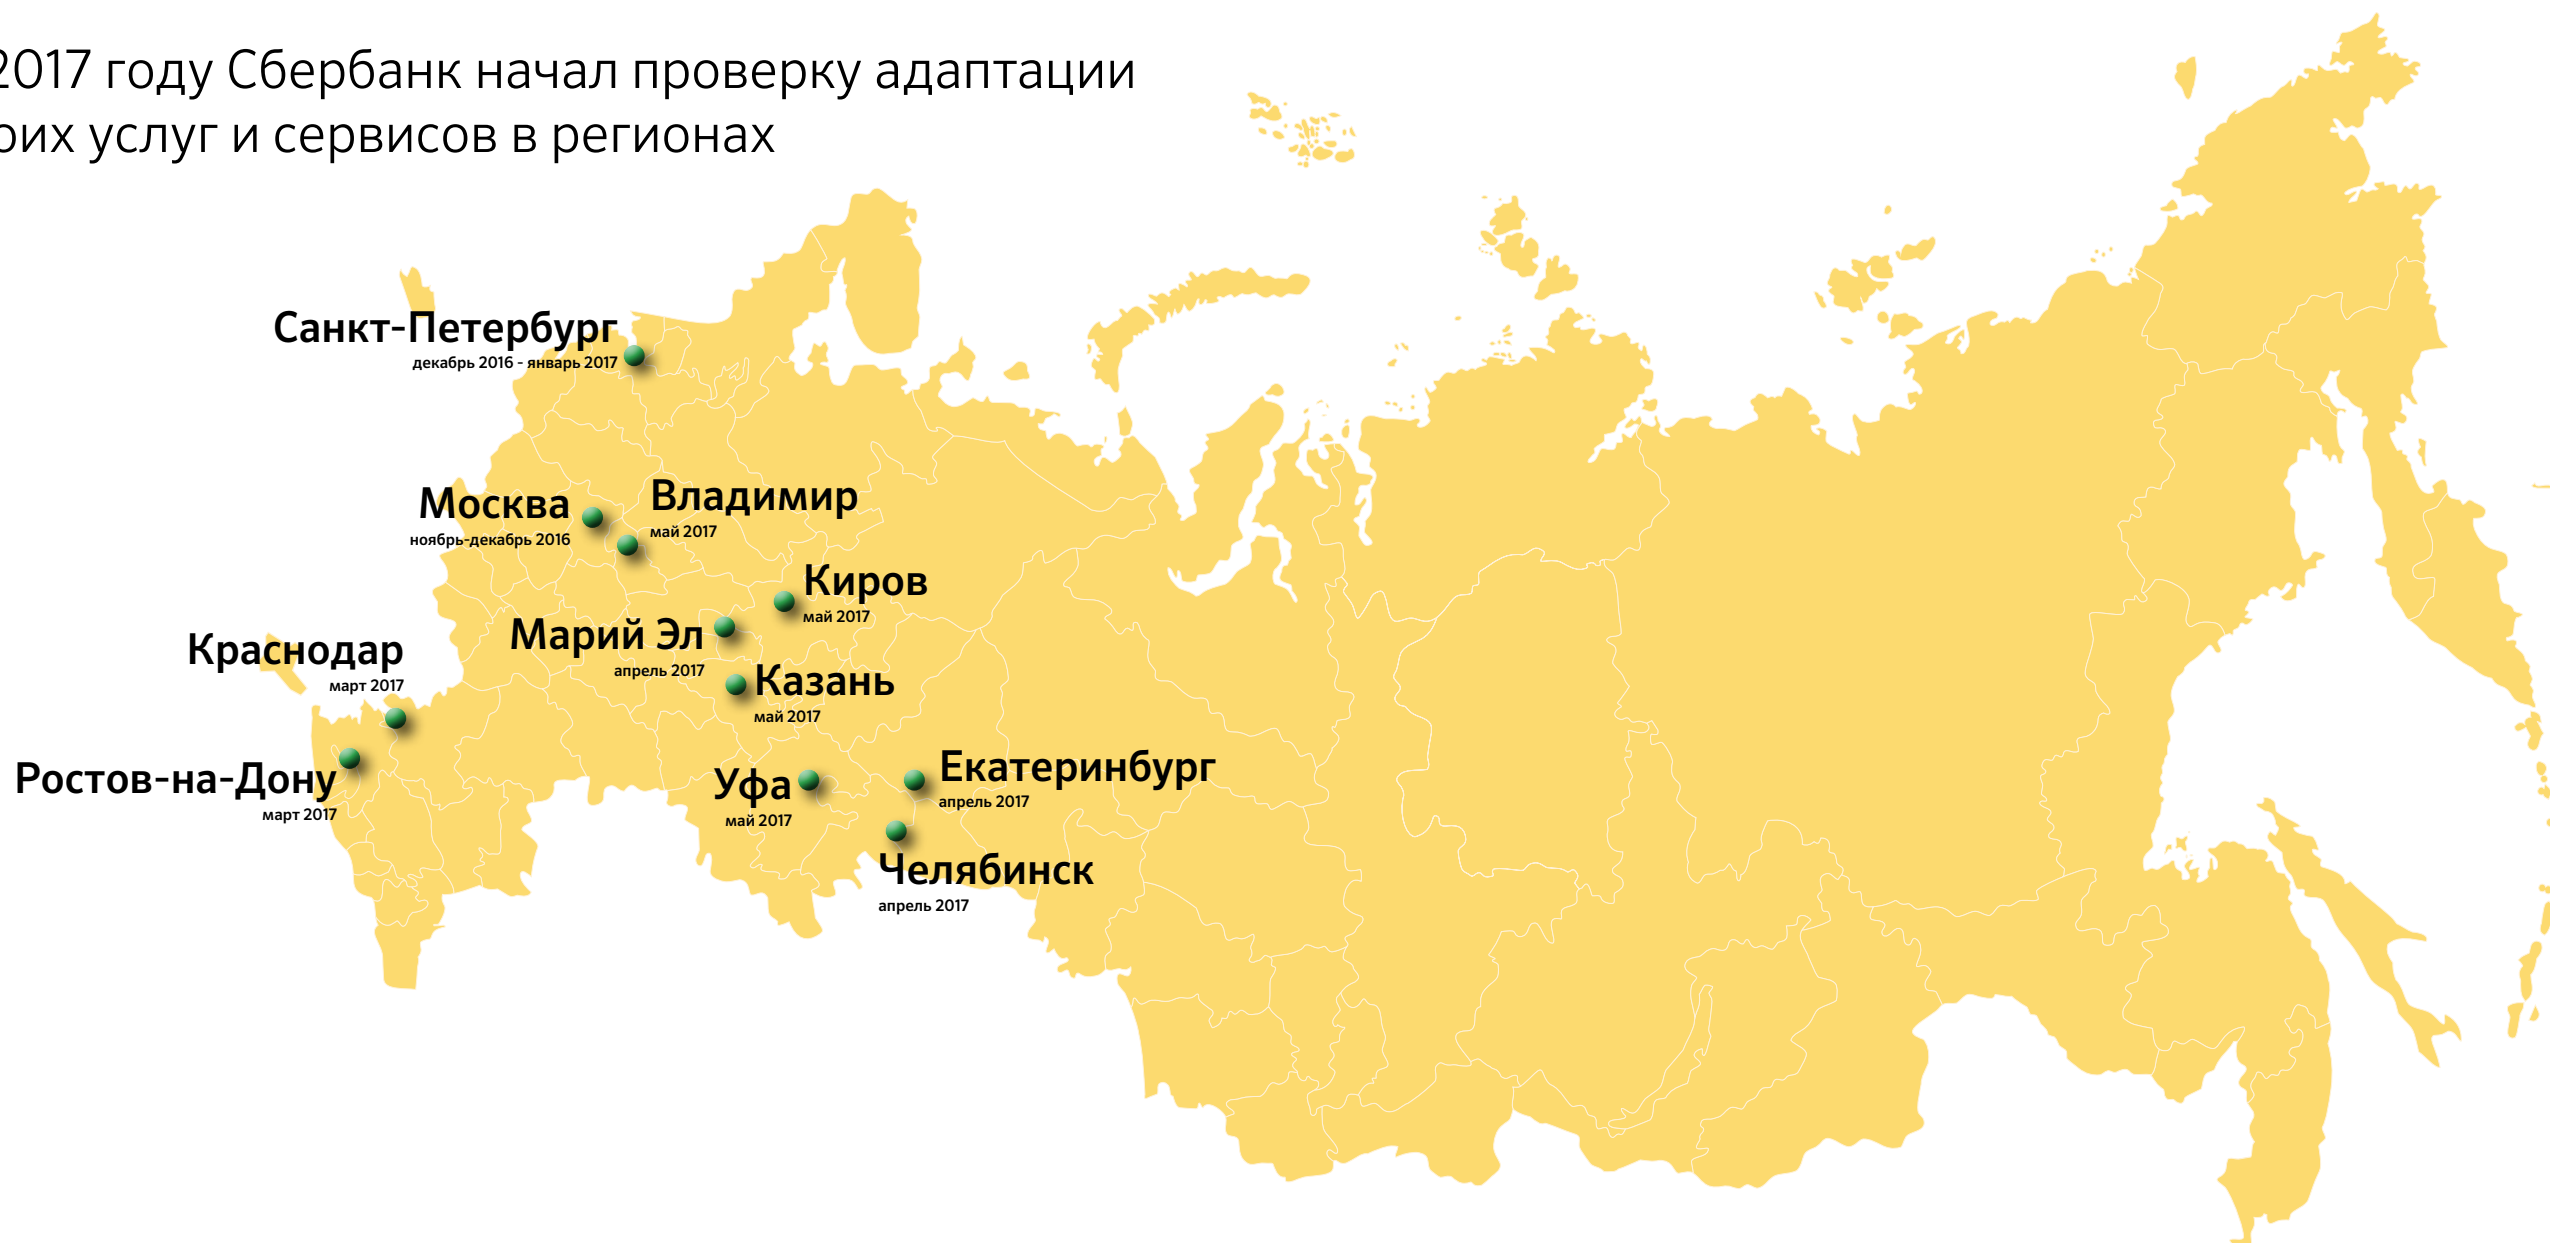 2017 году Сбербанк начал проверку адаптации
оих услуг и сервисов в регионах
Санкт-Петербург
декабрь 2016 - январь 2017
Москва
ноябрь-декабрь 2016
Владимир
май 2017
Киров
май 2017
Марий Эл
апрель 2017
Казань
май 2017
Краснодар
март 2017
Ростов-на-Дону
март 2017
Уфа
май 2017
Екатеринбург
апрель 2017
Челябинск
апрель 2017